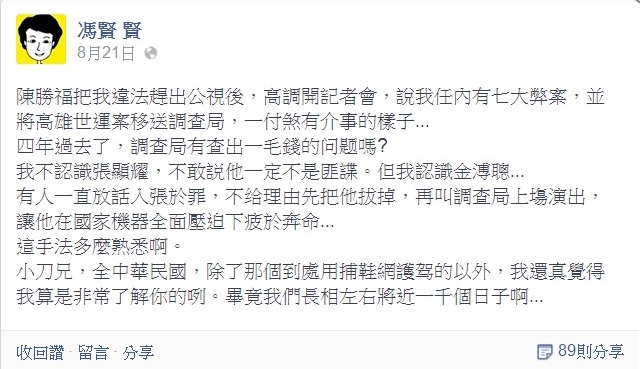 馮賢 賢
8月21日
陳勝福把我違法趕出公視後，高調開記者會，說我任內有七大弊案，並
將高雄世運案移送調查局，一付煞有介事的樣子...
四年過去了，調查局有查出一毛錢的问題嗎?
我不認識張顯耀，不敢說他一定不是匪諜。但我認識金溥聰...
有人一直放話入張於罪，不給理由先把他拔掉，再叫調查局上塲演出，
讓他在國家機器全面壓迫下疲於奔命...
這手法多麼熟悉啊。
小刀兄，全中華民國，除了那個到處用捕鞋網護駕的以外，我還真覺得
我算是非常了解你的咧。畢竟我們長相左右將近一千個日子啊...
收回讚 · 留言 · 分享
89則分享